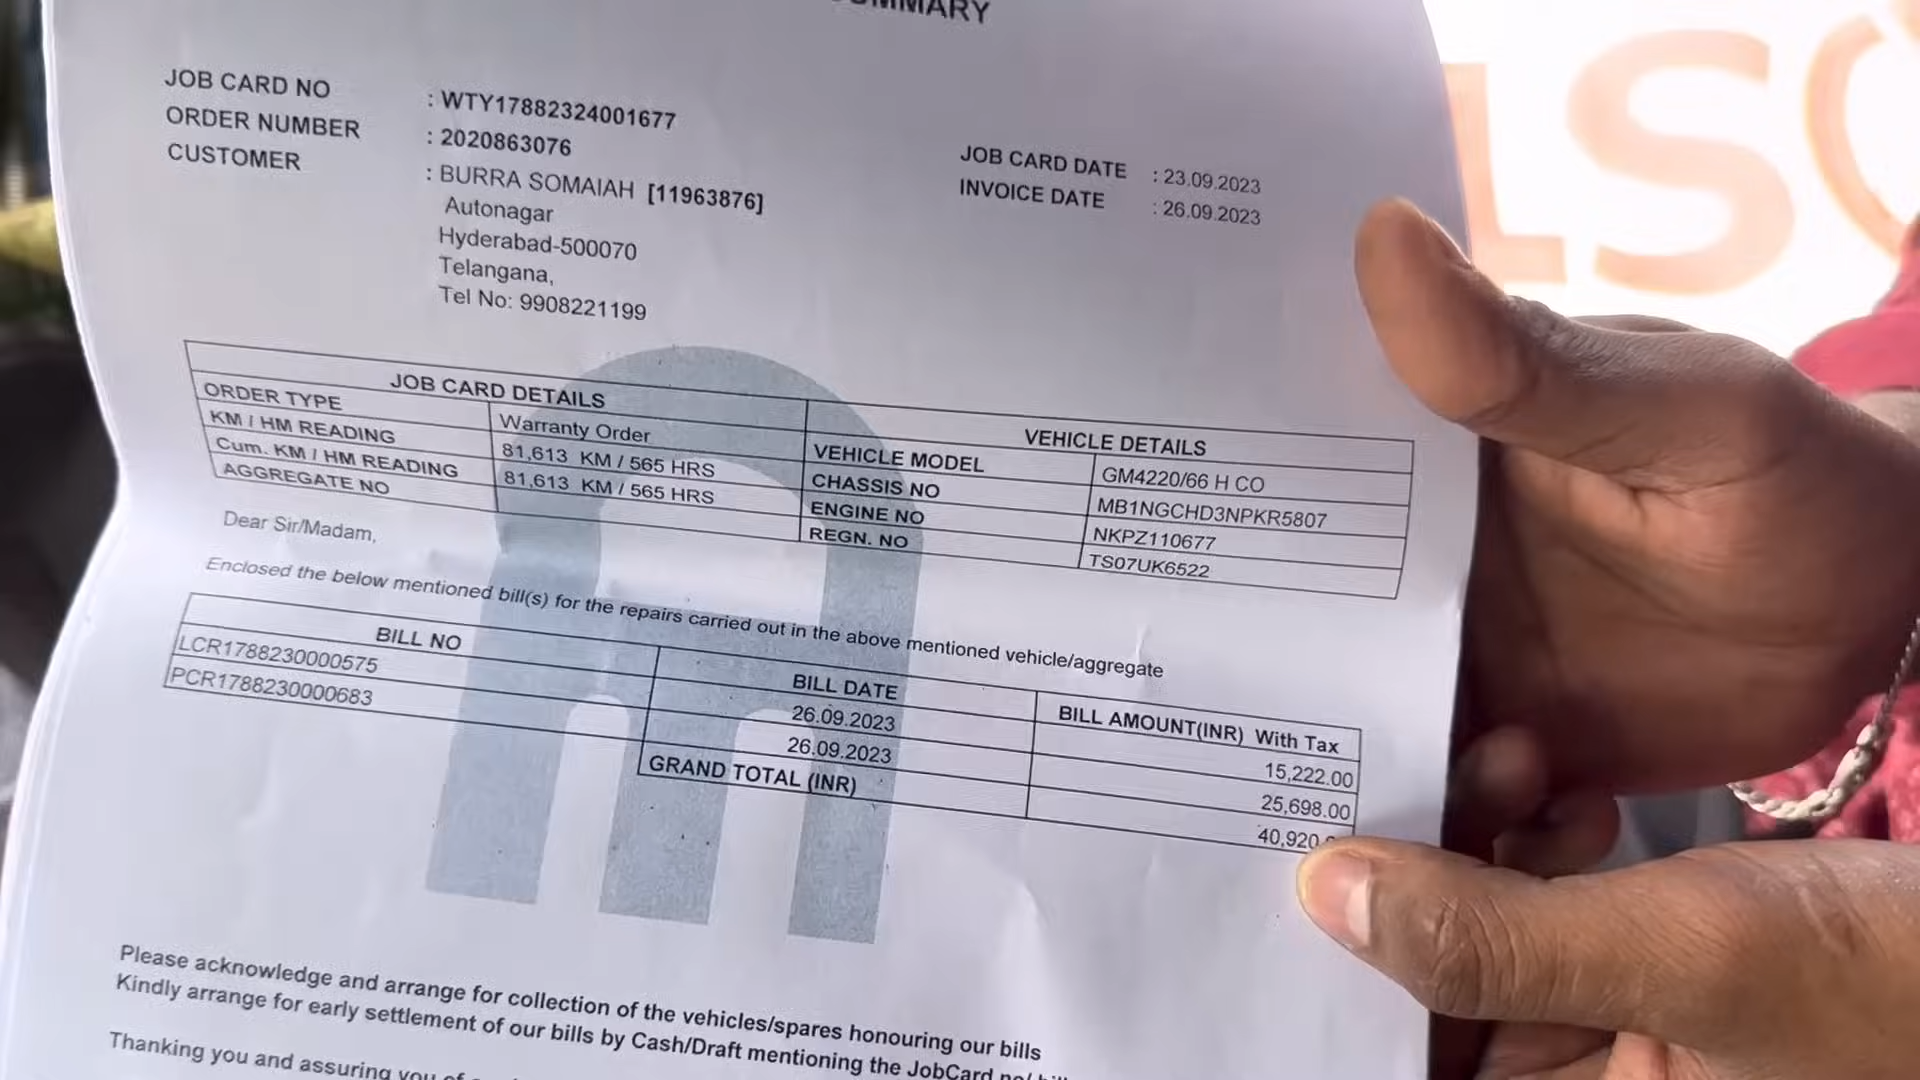 SUMMARY
JOB CARD NO : WTY17882324001677
ORDER NUMBER : 2020863076
CUSTOMER : BURRA SOMAIAH [11963876]
Autonagar
Hyderabad-500070
Telangana,
Tel No: 9908221199
JOB CARD DATE : 23.09.2023
INVOICE DATE : 26.09.2023
JOB CARD DETAILS
ORDER TYPE Warranty Order
KM / HM READING 81,613 KM / 565 HRS
Cum. KM / HM READING 81,613 KM / 565 HRS
AGGREGATE NO
VEHICLE DETAILS
VEHICLE MODEL GM4220/66 H CO
CHASSIS NO MB1NGCHD3NPKR5807
ENGINE NO NKPZ110677
REGN. NO TS07UK6522
Dear Sir/Madam,
Enclosed the below mentioned bill(s) for the repairs carried out in the above mentioned vehicle/aggregate
BILL NO BILL DATE BILL AMOUNT(INR) With Tax
LCR1788230000575 26.09.2023 15,222.00
PCR1788230000683 26.09.2023 25,698.00
GRAND TOTAL (INR) 40,920
Please acknowledge and arrange for collection of the vehicles/spares honouring our bills
Kindly arrange for early settlement of our bills by Cash/Draft mentioning the JobCard no/
Thanking you and assuring you of